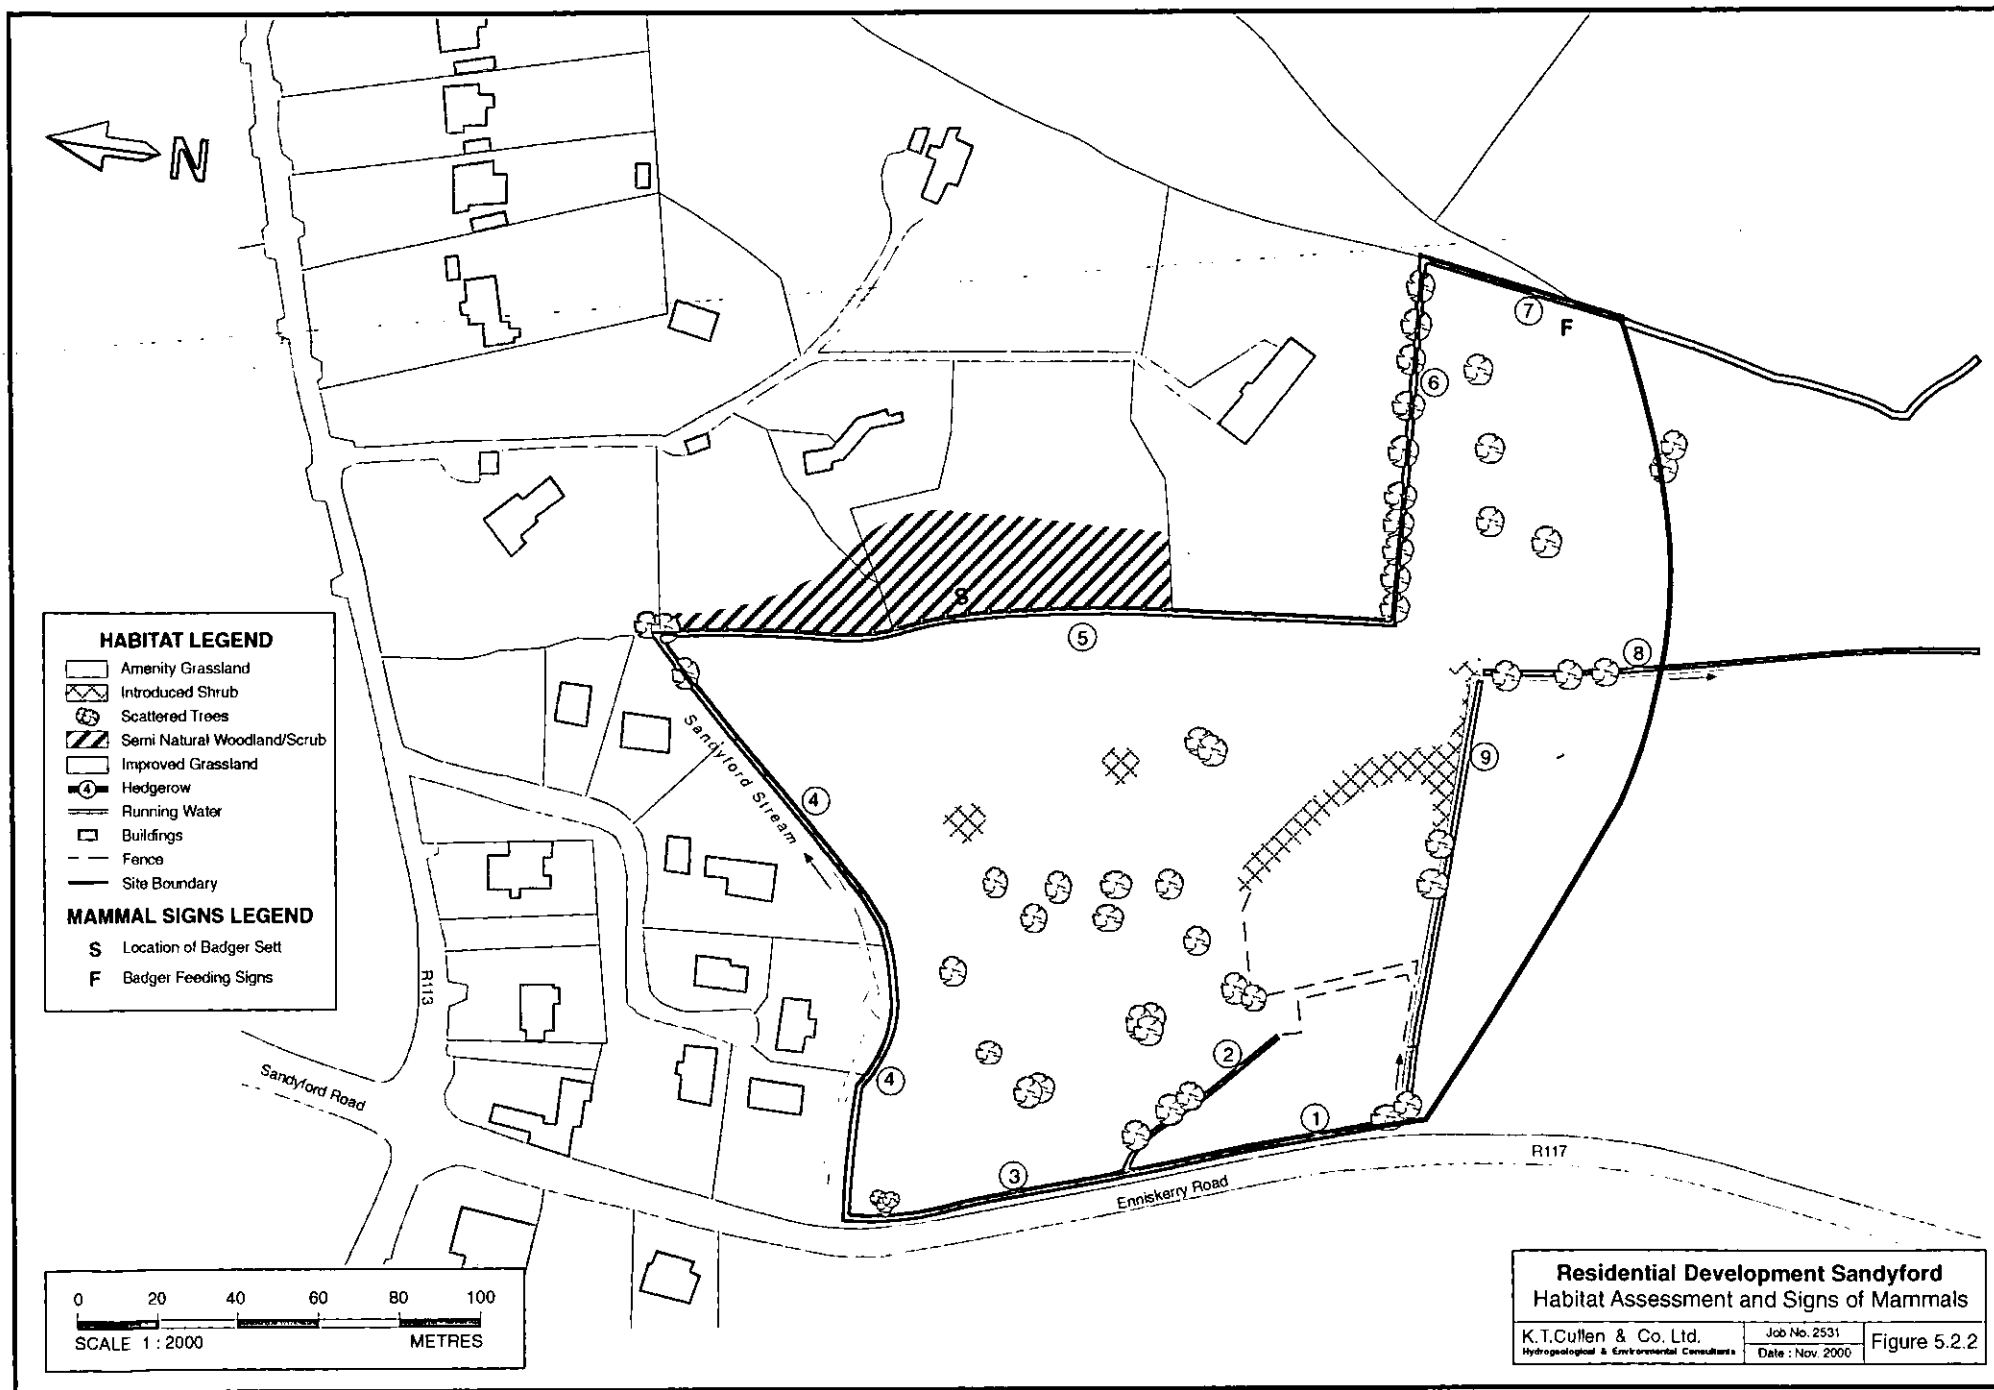 N
7
F
6
S
5
8
9
HABITAT LEGEND
Amenity Grassland
Introduced Shrub
Scattered Trees
Semi Natural Woodland/Scrub
Improved Grassland
4 Hedgerow
Running Water
Buildings
Fence
Site Boundary
MAMMAL SIGNS LEGEND
S Location of Badger Sett
F Badger Feeding Signs
Sandyford Stream
4
4
R113
Sandyford Road
2
1
3
Enniskerry Road
R117
0 20 40 60 80 100
SCALE 1 : 2000 METRES
Residential Development Sandyford
Habitat Assessment and Signs of Mammals
K.T.Cullen & Co. Ltd.
Hydrogeological & Environmental Consultants
Job No. 2531
Date : Nov. 2000
Figure 5.2.2